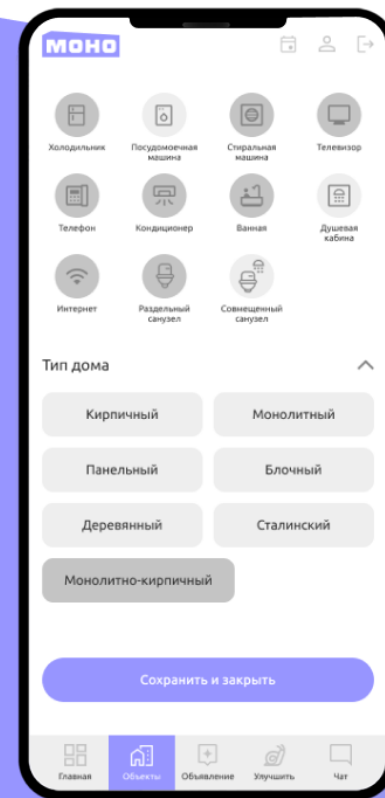 МОНО
Холодильник
Посудомоечная
машина
Стиральная
машина
Телевизор
Телефон
Кондиционер
Ванная
Душевая
кабина
Интернет
Раздельный
санузел
Совмещенный
санузел
Тип дома
Кирпичный
Монолитный
Панельный
Блочный
Деревянный
Сталинский
Монолитно-кирпичный
Сохранить и закрыть
Главная
Объекты
Объявление
Улучшить
Чат